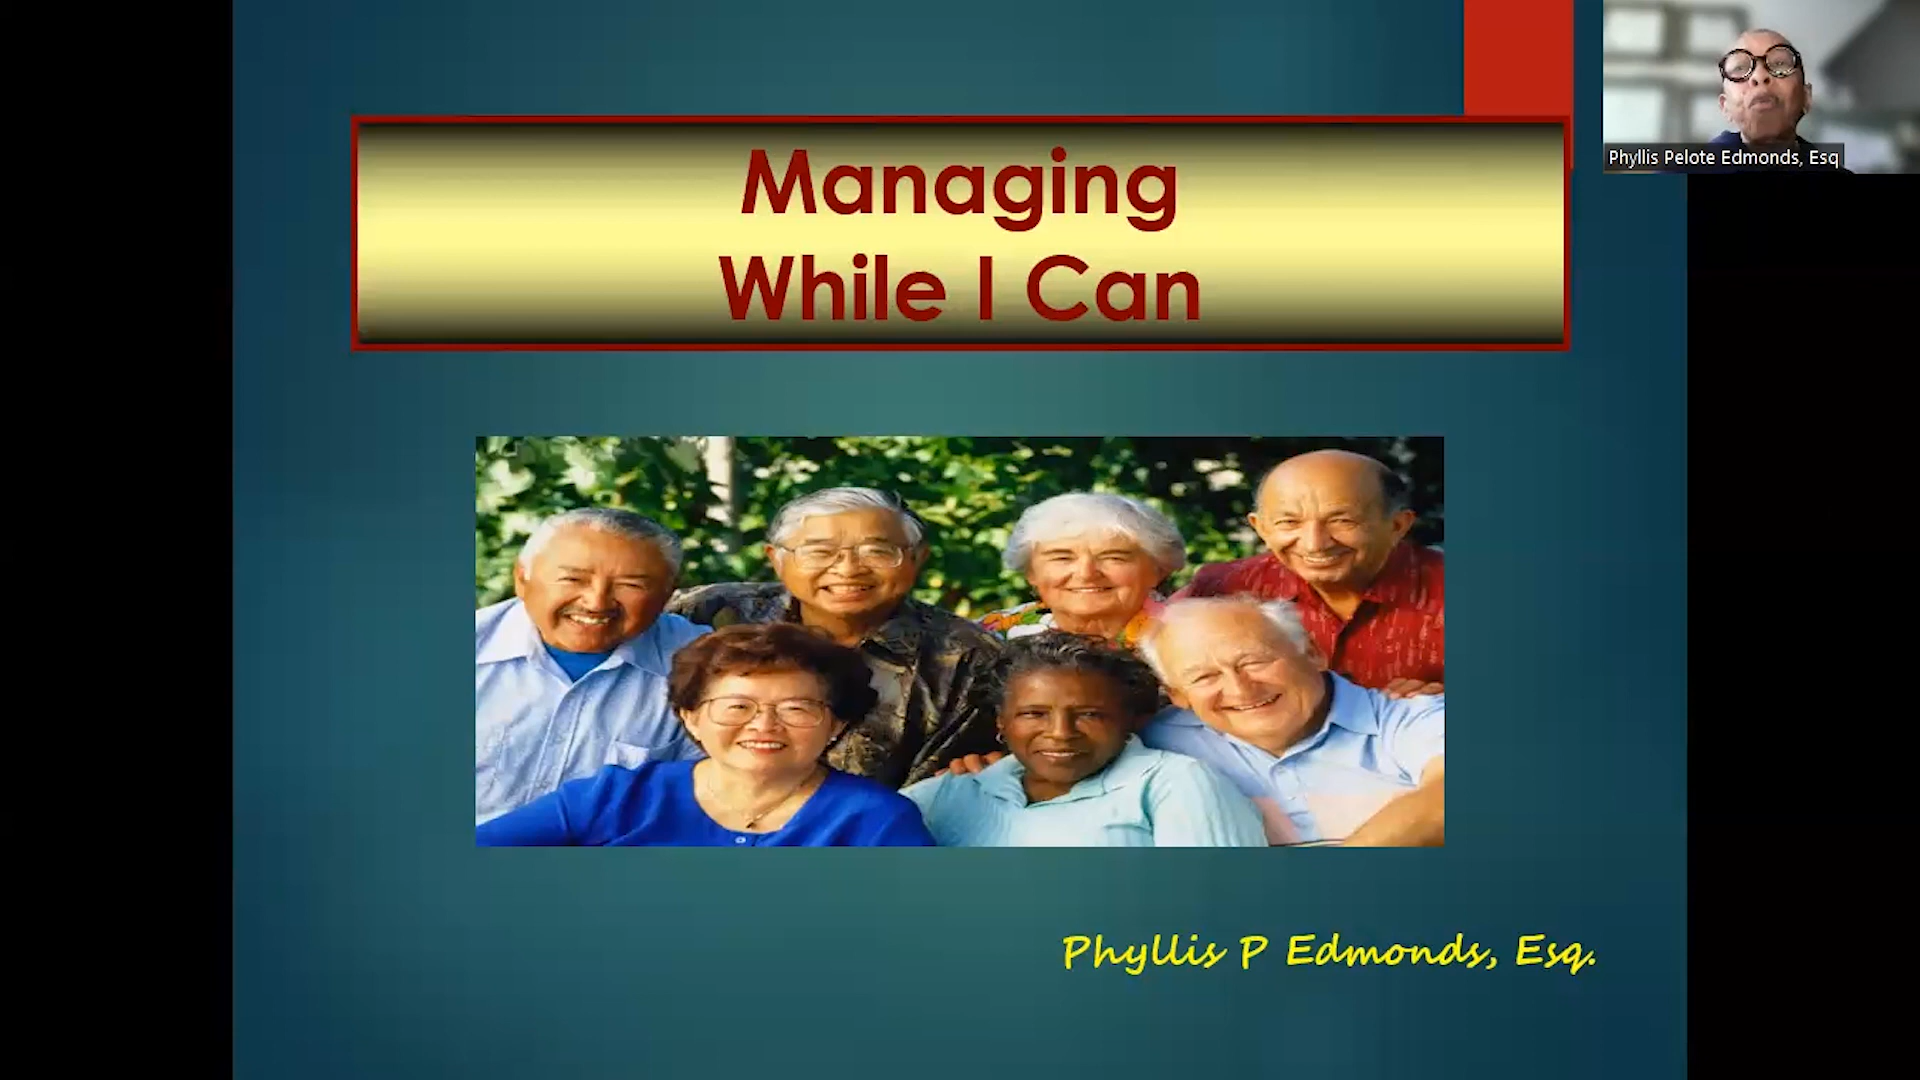 Managing
While I Can
Phyllis Pelote Edmonds, Esq
Phyllis P Edmonds, Esq.